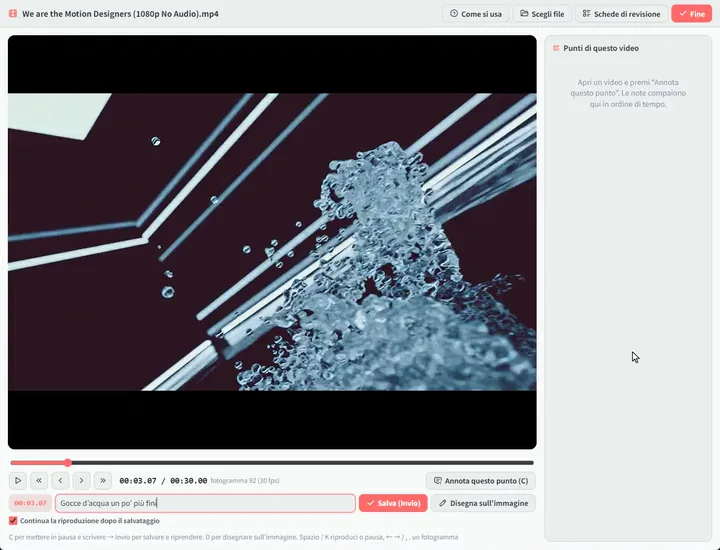 We are the Motion Designers (1080p No Audio).mp4
Come si usa
Scegli file
Schede di revisione
Fine
Punti di questo video
Apri un video e premi "Annota
questo punto". Le note compaiono
qui in ordine di tempo.
00:03.07 / 00:30.00 fotogramma 92 (30 fps)
Annota questo punto (C)
00:03.07
Gocce d'acqua un po' più fini
Salva (Invio)
Disegna sull'immagine
Continua la riproduzione dopo il salvataggio
C per mettere in pausa e scrivere → Invio per salvare e riprendere. D per disegnare sull'immagine. Spazio / K riproduci o pausa, ← → / , . un fotogramma